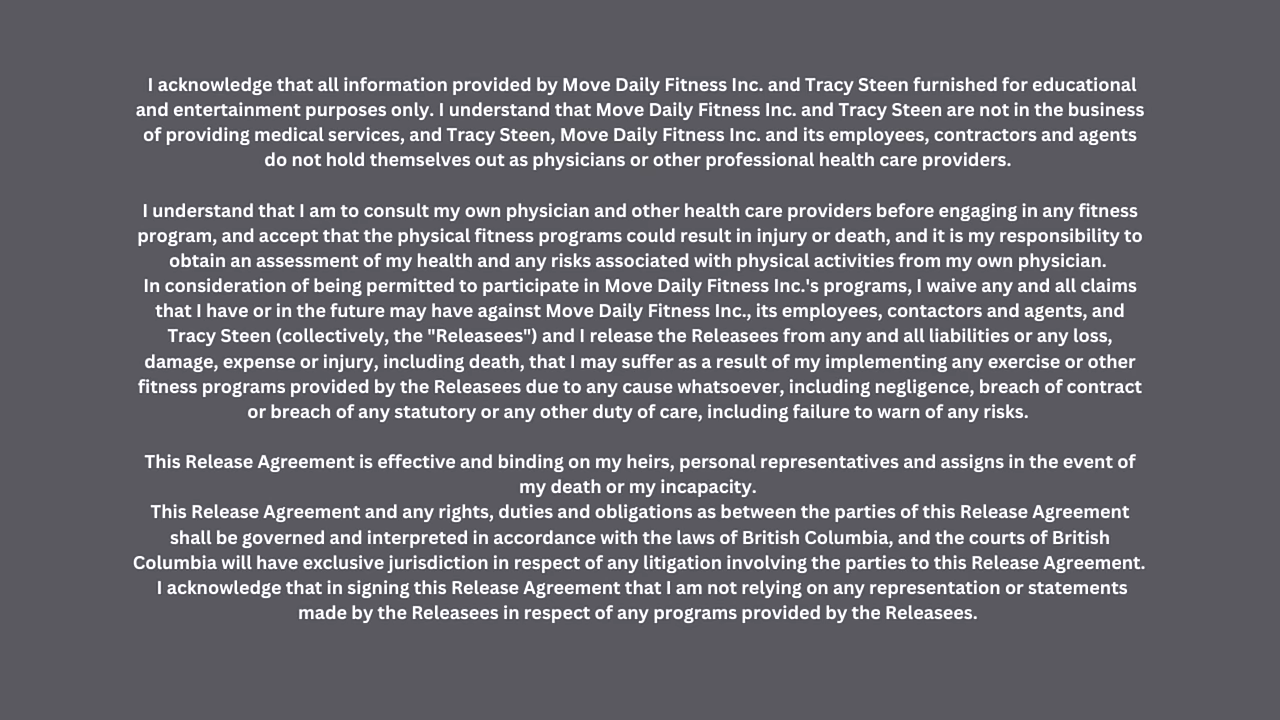 I acknowledge that all information provided by Move Daily Fitness Inc. and Tracy Steen furnished for educational
and entertainment purposes only. I understand that Move Daily Fitness Inc. and Tracy Steen are not in the business
of providing medical services, and Tracy Steen, Move Daily Fitness Inc. and its employees, contractors and agents
do not hold themselves out as physicians or other professional health care providers.
I understand that I am to consult my own physician and other health care providers before engaging in any fitness
program, and accept that the physical fitness programs could result in injury or death, and it is my responsibility to
obtain an assessment of my health and any risks associated with physical activities from my own physician.
In consideration of being permitted to participate in Move Daily Fitness Inc.'s programs, I waive any and all claims
that I have or in the future may have against Move Daily Fitness Inc., its employees, contactors and agents, and
Tracy Steen (collectively, the "Releasees") and I release the Releasees from any and all liabilities or any loss,
damage, expense or injury, including death, that I may suffer as a result of my implementing any exercise or other
fitness programs provided by the Releasees due to any cause whatsoever, including negligence, breach of contract
or breach of any statutory or any other duty of care, including failure to warn of any risks.
This Release Agreement is effective and binding on my heirs, personal representatives and assigns in the event of
my death or my incapacity.
This Release Agreement and any rights, duties and obligations as between the parties of this Release Agreement
shall be governed and interpreted in accordance with the laws of British Columbia, and the courts of British
Columbia will have exclusive jurisdiction in respect of any litigation involving the parties to this Release Agreement.
I acknowledge that in signing this Release Agreement that I am not relying on any representation or statements
made by the Releasees in respect of any programs provided by the Releasees.